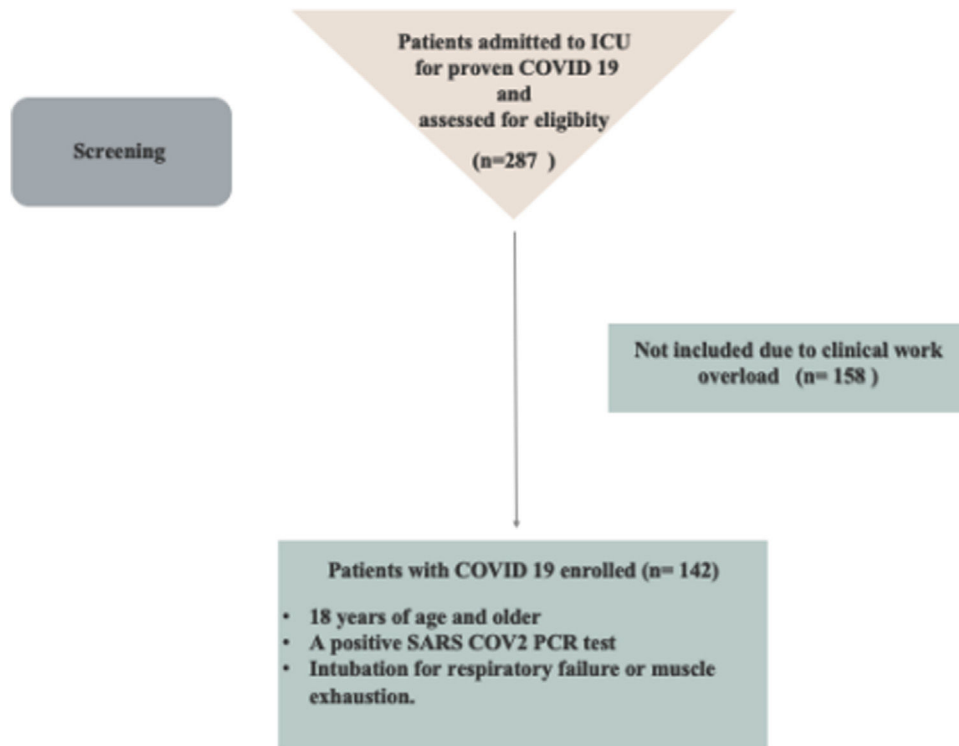 Patients admitted to ICU
for proven COVID 19
and
assessed for eligibity
(n=287 )
Screening
Not included due to clinical work
overload (n= 158 )
Patients with COVID 19 enrolled (n= 142)
• 18 years of age and older
• A positive SARS COV2 PCR test
• Intubation for respiratory failure or muscle
exhaustion.